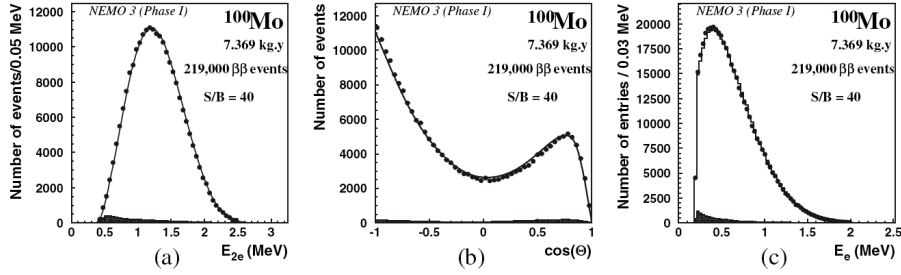 NEMO 3 (Phase I)
100Mo
7.369 kg.y
219,000 ββ events
S/B = 40
Number of events/0.05 MeV
12000
10000
8000
6000
4000
2000
0
0 0.5 1 1.5 2 2.5 3
E2e (MeV)
(a)
NEMO 3 (Phase I)
100Mo
7.369 kg.y
219,000 ββ events
S/B = 40
Number of events
10000
8000
6000
4000
2000
0
-1 -0.5 0 0.5 1
cos(Θ)
(b)
NEMO 3 (Phase I)
100Mo
7.369 kg.y
219,000 ββ events
S/B = 40
Number of entries / 0.03 MeV
20000
17500
15000
12500
10000
7500
5000
2500
0
0 0.5 1 1.5 2 2.5
Ee (MeV)
(c)